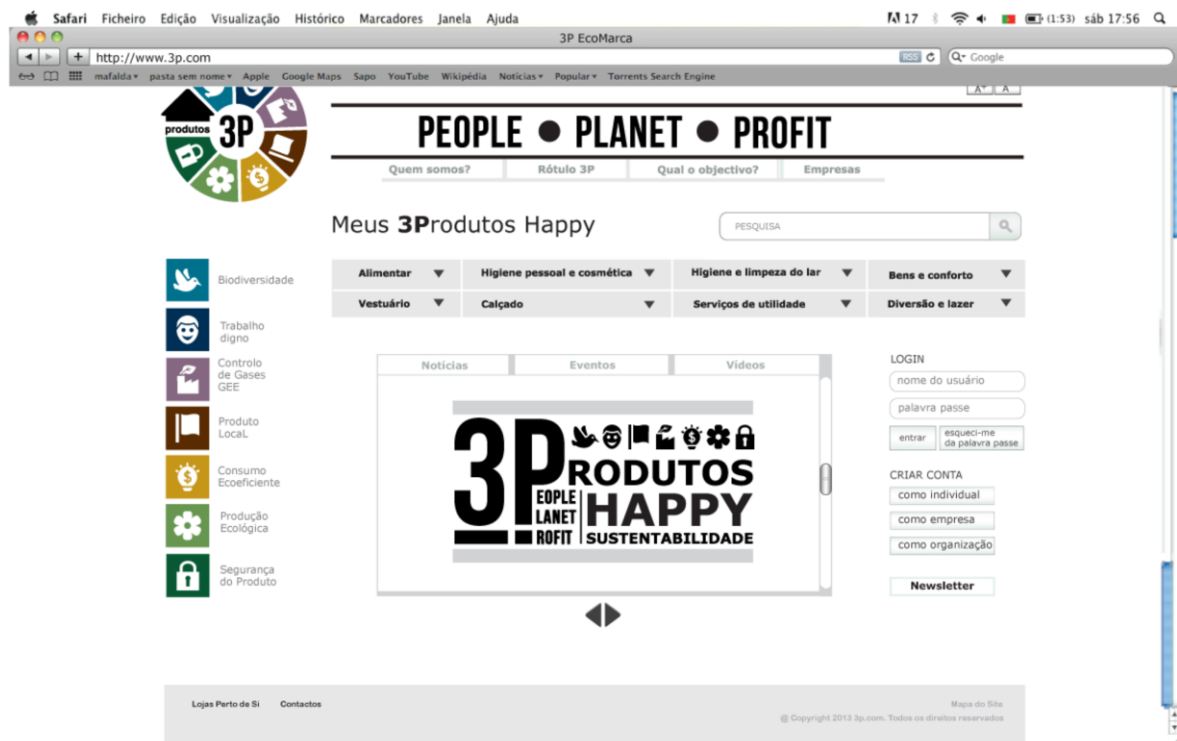 Safari Ficheiro Edição Visualização Histórico Marcadores Janela Ajuda 17 (1:53) sáb 17:56
3P EcoMarca
http://www.3p.com RSS Google
mafalda pasta sem nome Apple Google Maps Sapo YouTube Wikipédia Notícias Popular Torrents Search Engine
A+ A
produtos 3P
PEOPLE ● PLANET ● PROFIT
Quem somos? Rótulo 3P Qual o objectivo? Empresas
Meus 3Produtos Happy
PESQUISA
Alimentar Higiene pessoal e cosmética Higiene e limpeza do lar Bens e conforto
Vestuário Calçado Serviços de utilidade Diversão e lazer
Biodiversidade
Trabalho
digno
Controlo
de Gases
GEE
Produto
LocaL
Consumo
Ecoeficiente
Produção
Ecológica
Segurança
do Produto
Notícias Eventos Vídeos
3PRODUTOS
EOPLE
LANET
ROFIT
HAPPY
SUSTENTABILIDADE
LOGIN
nome do usuário
palavra passe
entrar
esqueci-me
da palavra passe
CRIAR CONTA
como individual
como empresa
como organização
Newsletter
Lojas Perto de Si Contactos
Mapa do Site
@ Copyright 2013 3p.com. Todos os direitos reservados